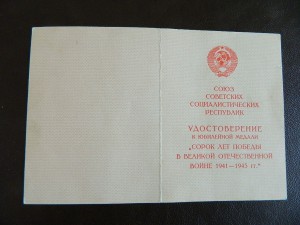 СОЮЗ
СОВЕТСКИХ
СОЦИАЛИСТИЧЕСКИХ
РЕСПУБЛИК
УДОСТОВЕРЕНИЕ
К ЮБИЛЕЙНОЙ МЕДАЛИ
„СОРОК ЛЕТ ПОБЕДЫ
В ВЕЛИКОЙ ОТЕЧЕСТВЕННОЙ
ВОЙНЕ 1941—1945 гг.“